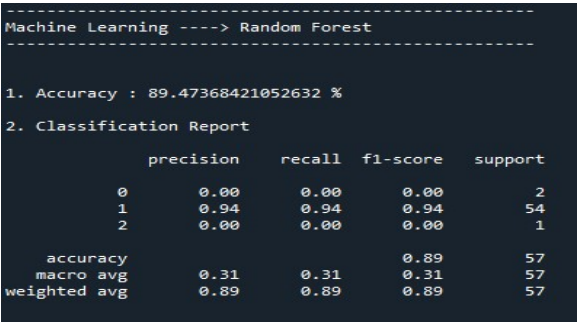 -----------------------------------------------------
Machine Learning ----> Random Forest
-----------------------------------------------------
1. Accuracy : 89.47368421052632 %
2. Classification Report
precision recall f1-score support
0 0.00 0.00 0.00 2
1 0.94 0.94 0.94 54
2 0.00 0.00 0.00 1
accuracy 0.89 57
macro avg 0.31 0.31 0.31 57
weighted avg 0.89 0.89 0.89 57